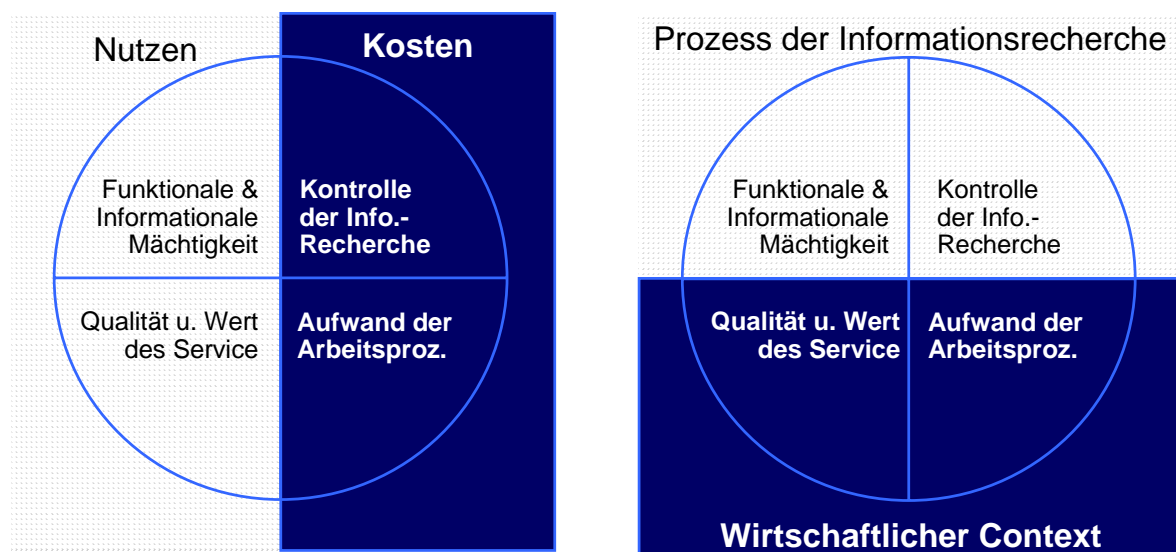 Nutzen
Kosten
Funktionale &
Informationale
Mächtigkeit
Kontrolle
der Info.-
Recherche
Qualität u. Wert
des Service
Aufwand der
Arbeitsproz.
Prozess der Informationsrecherche
Funktionale &
Informationale
Mächtigkeit
Kontrolle
der Info.-
Recherche
Qualität u. Wert
des Service
Aufwand der
Arbeitsproz.
Wirtschaftlicher Context